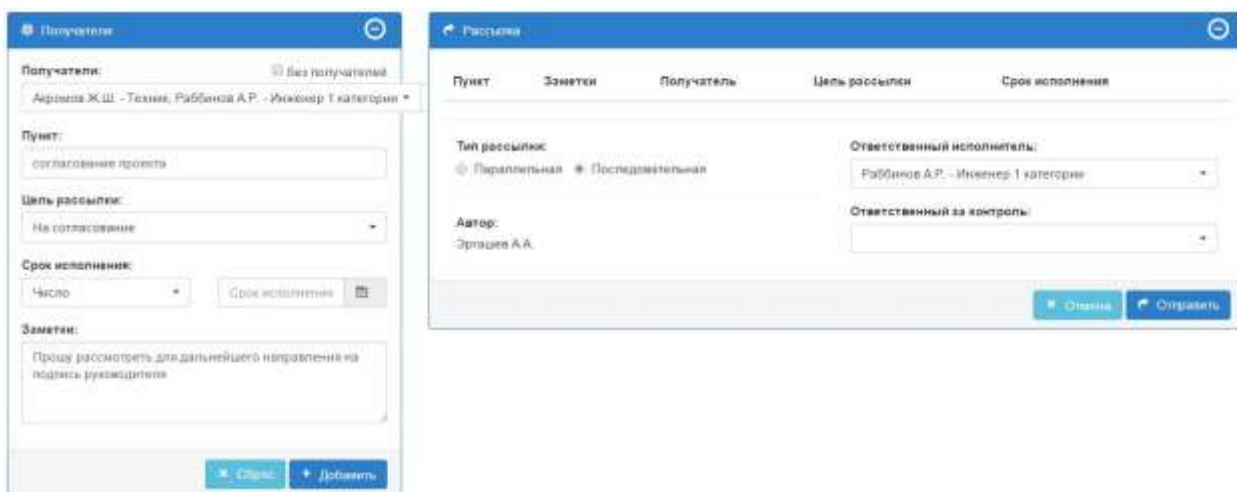 Получатели
Получатели:
без получателей
Акромов Ж.Ш. - Техник, Раббинов А.Р. - Инженер 1 категории
Пункт:
согласование проекта
Цель рассылки:
На согласование
Срок исполнения:
Число
Срок исполнения
Заметки:
Прошу рассмотреть для дальнейшего направления на
подпись руководителя
Сброс
Добавить
Рассылка
Пункт Заметки Получатель Цель рассылки Срок исполнения
Тип рассылки:
Параллельная Последовательная
Автор:
Эргашев А.А.
Ответственный исполнитель:
Раббинов А.Р. - Инженер 1 категории
Ответственный за контроль:
Отмена
Отправить